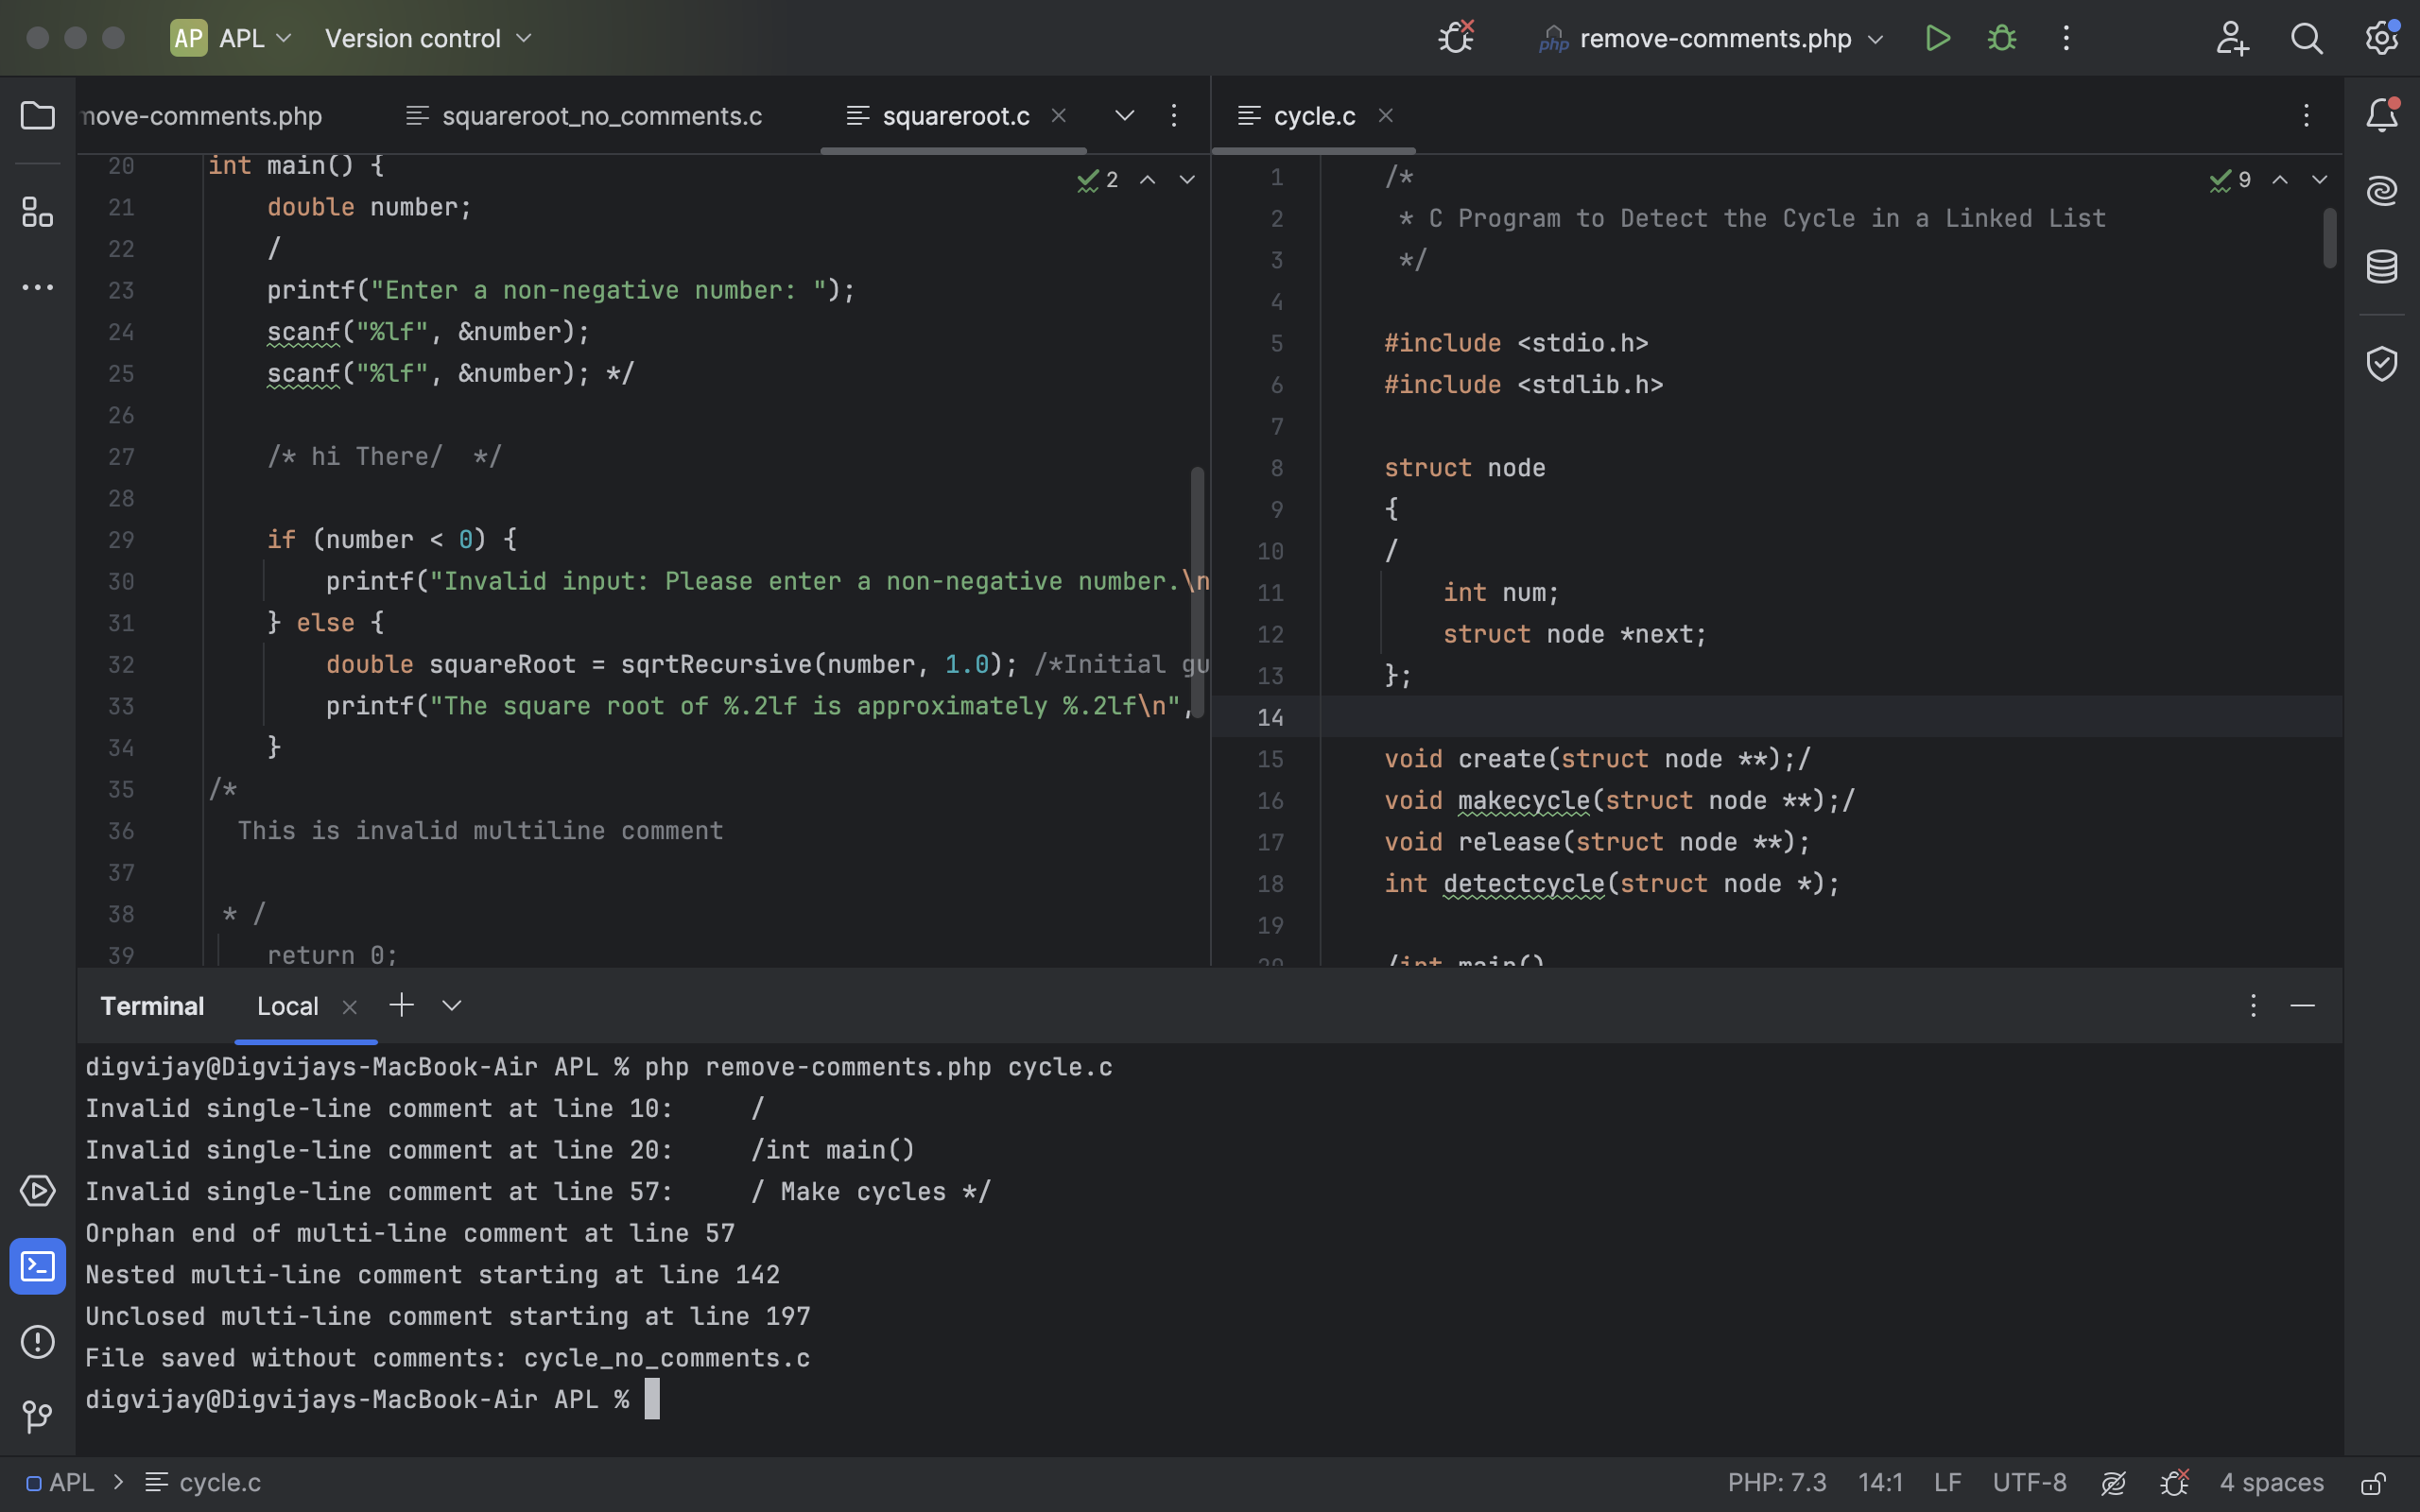 AP APL Version control php remove-comments.php
move-comments.php squareroot_no_comments.c squareroot.c cycle.c
20 int main() {
2
21 double number;
22 /
23 printf("Enter a non-negative number: ");
24 scanf("%lf", &number);
25 scanf("%lf", &number); */
26
27 /* hi There/  */
28
29 if (number < 0) {
30 printf("Invalid input: Please enter a non-negative number.\n
31 } else {
32 double squareRoot = sqrtRecursive(number, 1.0); /*Initial gu
33 printf("The square root of %.2lf is approximately %.2lf\n",
34 }
35 /*
36 This is invalid multiline comment
37
38 * /
39 return 0;
1 /*
9
2 * C Program to Detect the Cycle in a Linked List
3 */
4
5 #include <stdio.h>
6 #include <stdlib.h>
7
8 struct node
9 {
10 /
11 int num;
12 struct node *next;
13 };
14
15 void create(struct node **);/
16 void makecycle(struct node **);/
17 void release(struct node **);
18 int detectcycle(struct node *);
19
20 /int main()
Terminal Local
digvijay@Digvijays-MacBook-Air APL % php remove-comments.php cycle.c
Invalid single-line comment at line 10:     /
Invalid single-line comment at line 20:     /int main()
Invalid single-line comment at line 57:     / Make cycles */
Orphan end of multi-line comment at line 57
Nested multi-line comment starting at line 142
Unclosed multi-line comment starting at line 197
File saved without comments: cycle_no_comments.c
digvijay@Digvijays-MacBook-Air APL %
APL > cycle.c PHP: 7.3 14:1 LF UTF-8 4 spaces